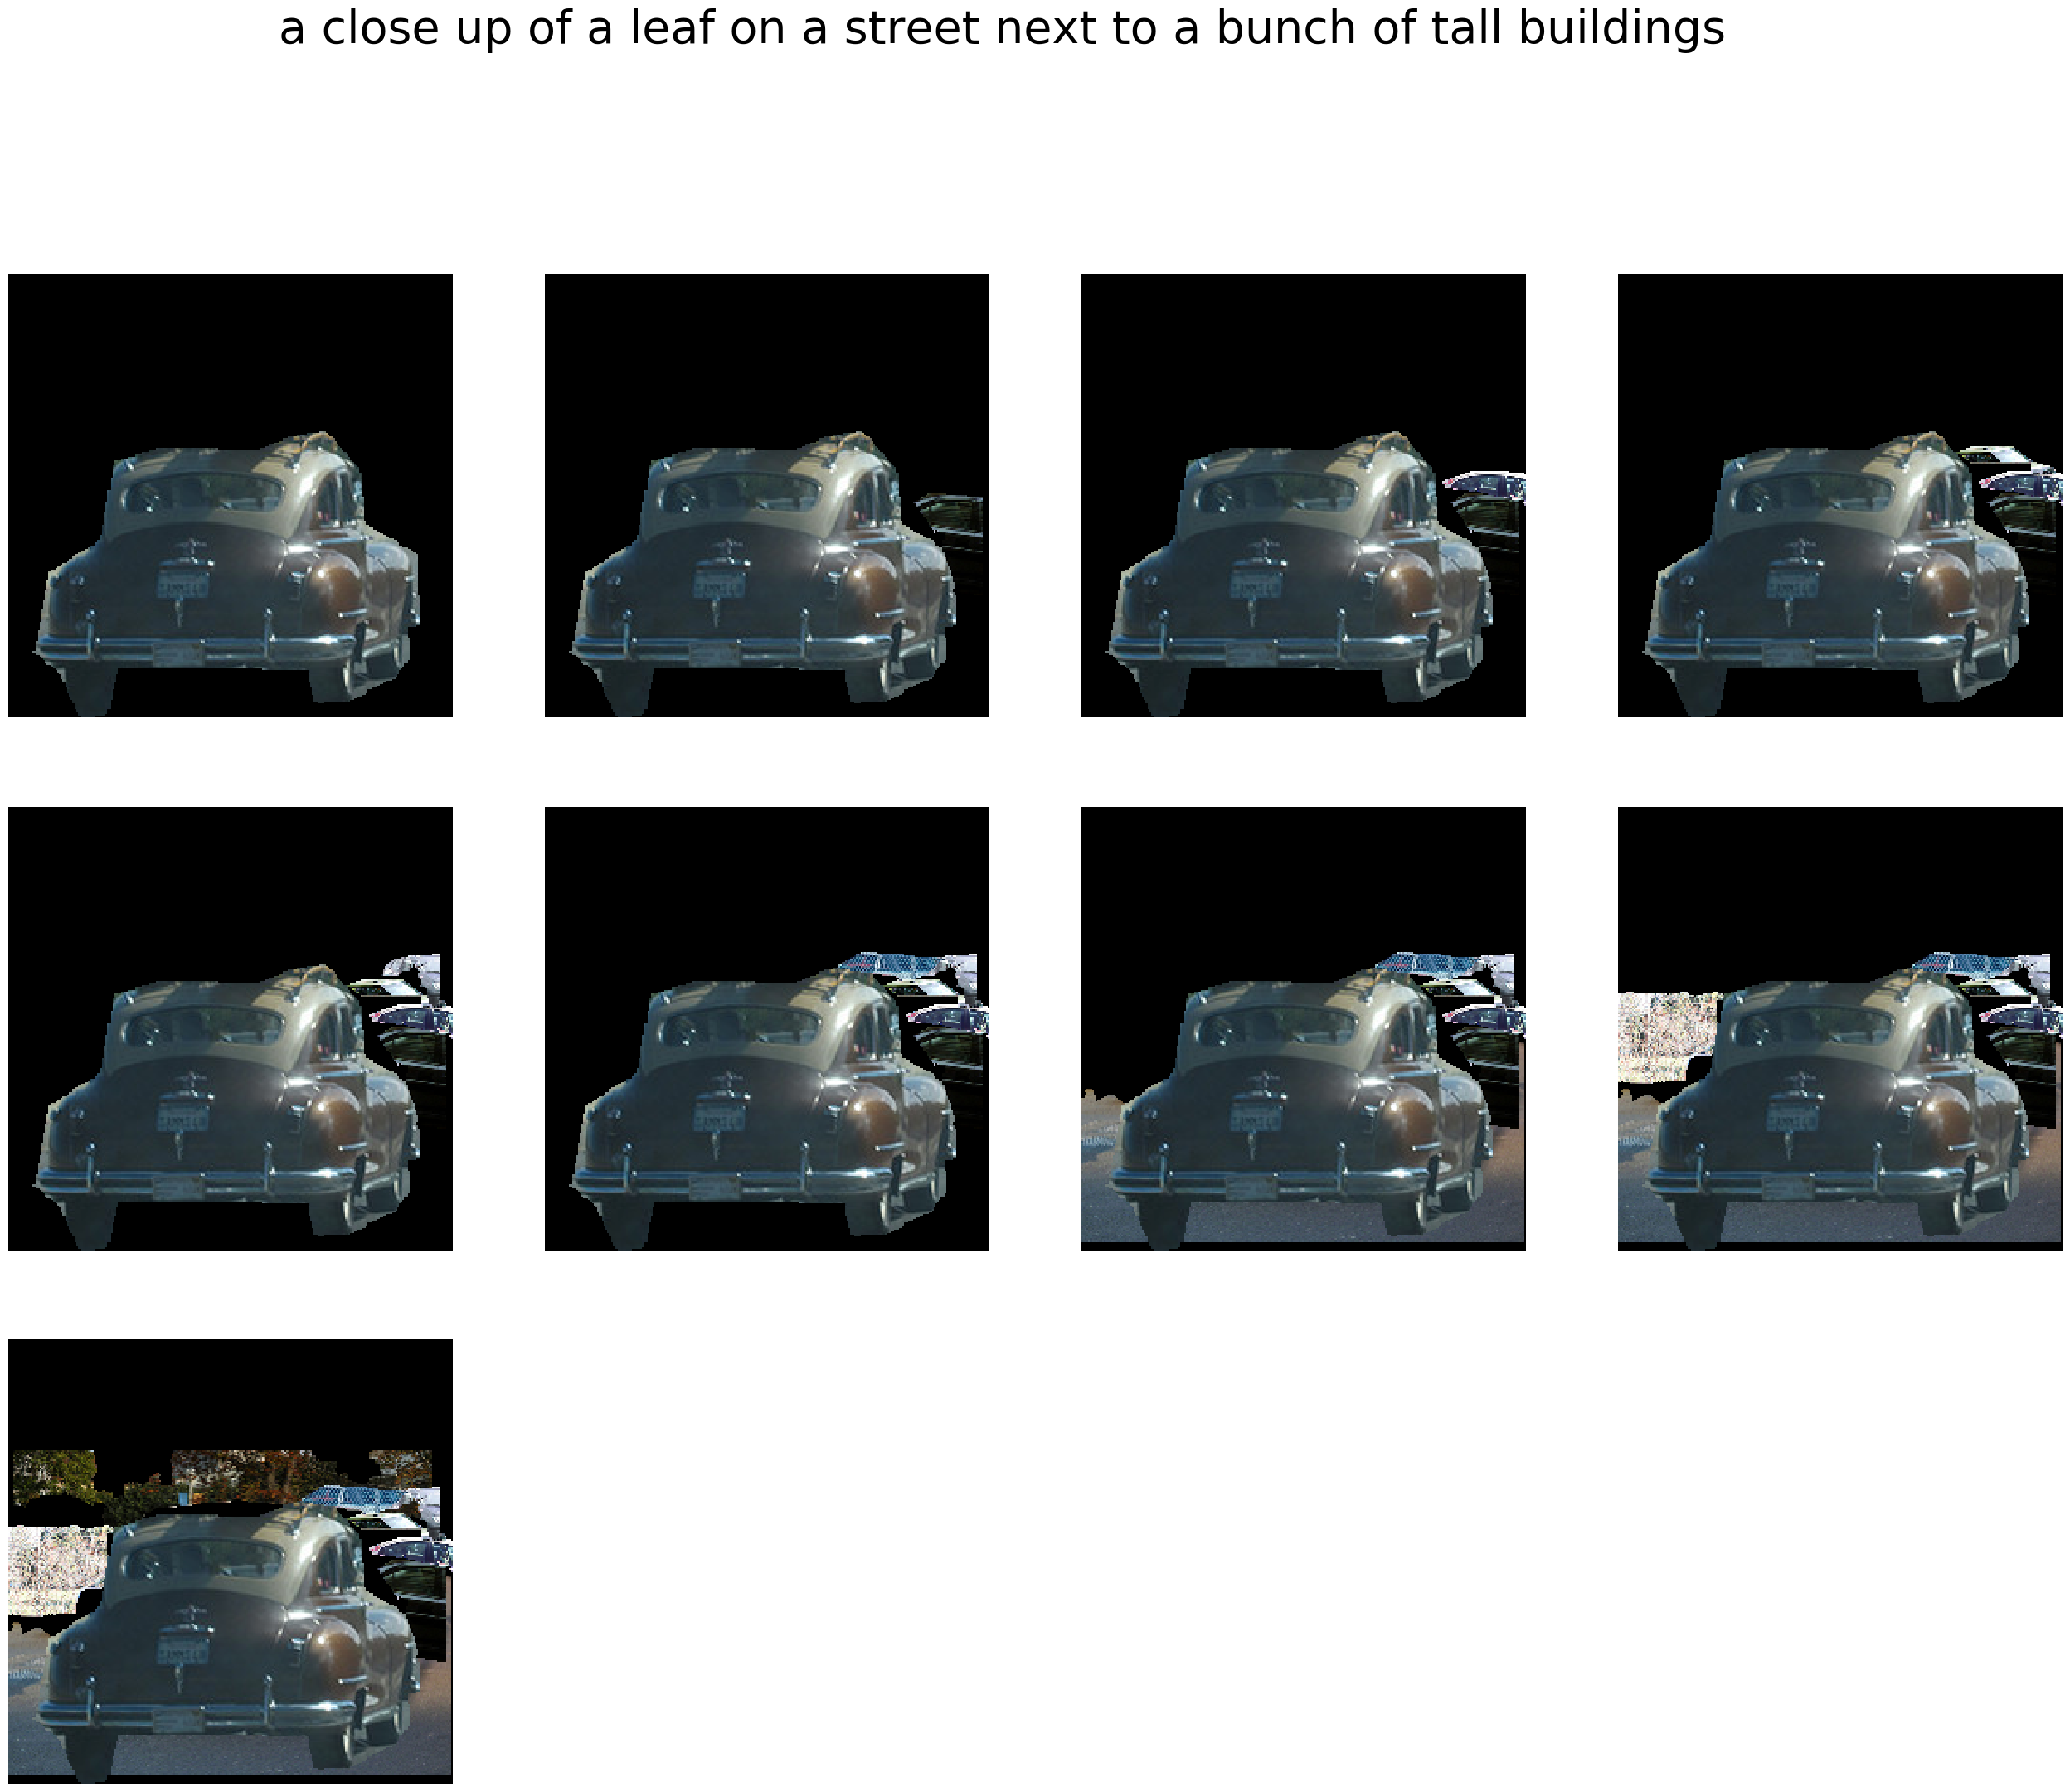 a close up of a leaf on a street next to a bunch of tall buildings